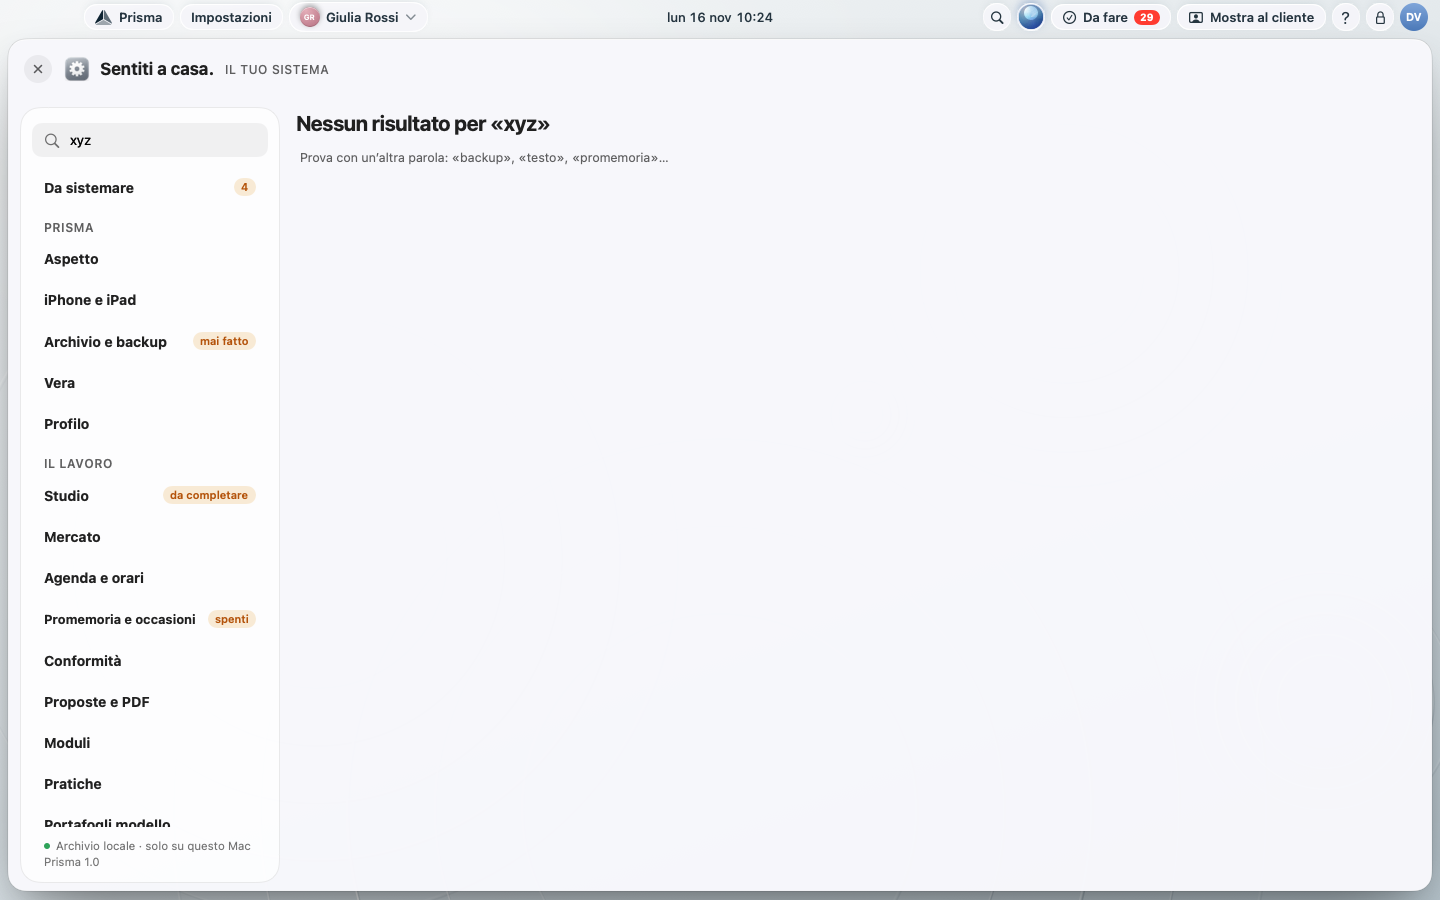 Prisma
Impostazioni
GR Giulia Rossi
lun 16 nov 10:24
Da fare 29
Mostra al cliente
?
DV
Sentiti a casa. IL TUO SISTEMA
xyz
Da sistemare 4
PRISMA
Aspetto
iPhone e iPad
Archivio e backup mai fatto
Vera
Profilo
IL LAVORO
Studio da completare
Mercato
Agenda e orari
Promemoria e occasioni spenti
Conformità
Proposte e PDF
Moduli
Pratiche
Portafogli modello
Archivio locale · solo su questo Mac
Prisma 1.0
Nessun risultato per «xyz»
Prova con un'altra parola: «backup», «testo», «promemoria»...